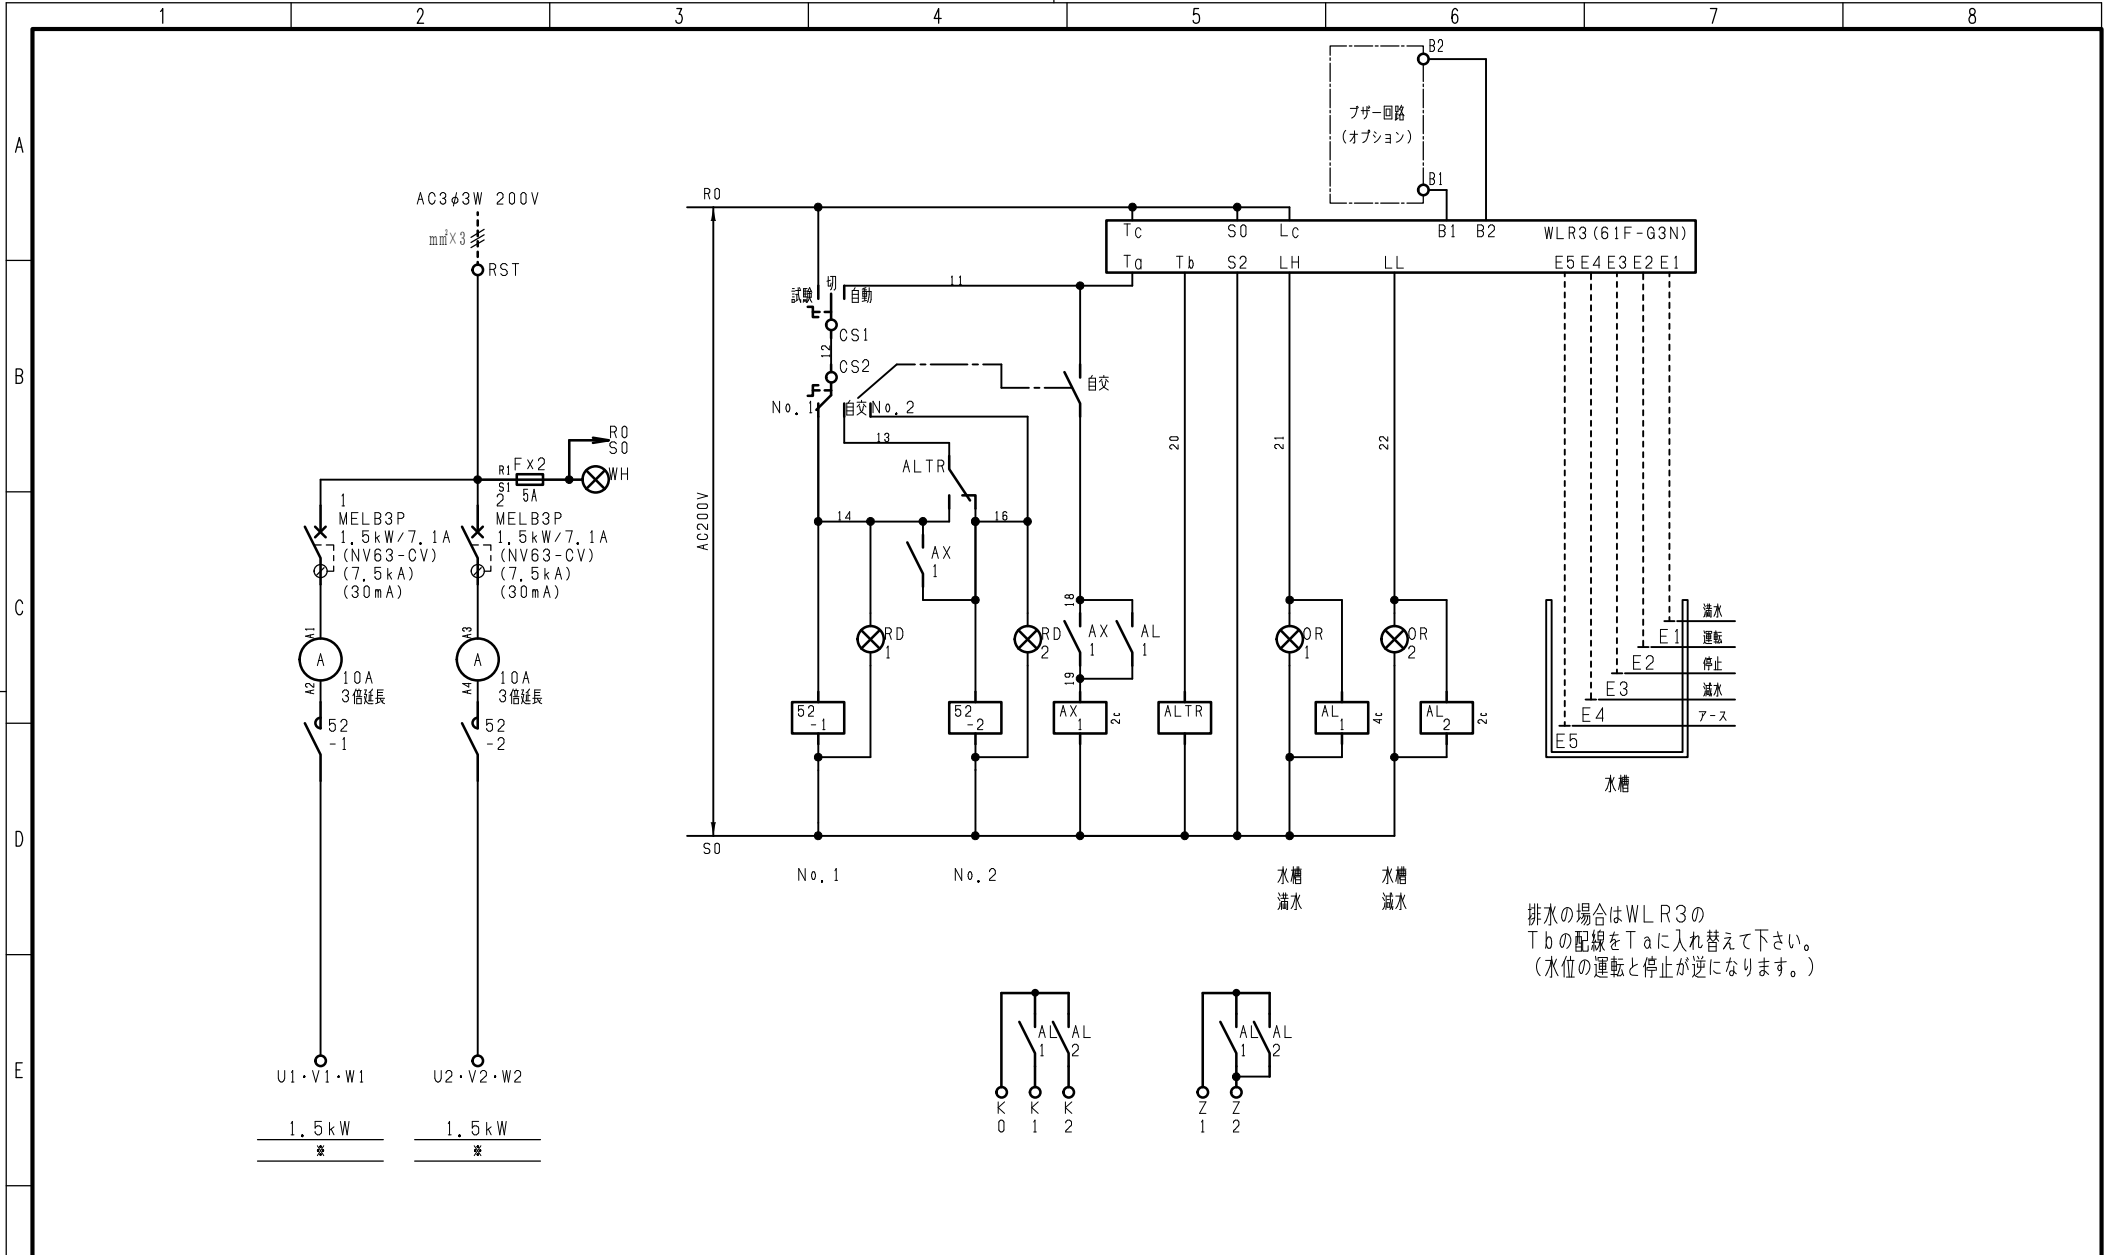 1 2 3 4 5 6 7 8
A
B
C
D
E
AC3φ3W 200V
mm²×3
RST
R0
S0
WH
R1
S1
F×2
5A
1
MELB3P
1.5kW/7.1A
(NV63-CV)
(7.5kA)
(30mA)
2
MELB3P
1.5kW/7.1A
(NV63-CV)
(7.5kA)
(30mA)
A1
A
A2
10A
3倍延長
A3
A
A4
10A
3倍延長
52
-1
52
-2
U1・V1・W1
U2・V2・W2
1.5kW
※
1.5kW
※
ブザー回路
(オプション)
B2
B1
R0
AC200V
S0
Tc S0 Lc B1 B2 WLR3(61F-G3N)
Ta Tb S2 LH LL E5 E4 E3 E2 E1
試験
切
自動
11
CS1
12
CS2
No.1
自交
No.2
自交
13
ALTR
14
16
AX
1
20
21
22
18
19
RD
1
RD
2
AX
1
AL
1
OR
1
OR
2
52
-1
52
-2
AX
1
2c
ALTR
AL
1
4c
AL
2
2c
No.1
No.2
水槽
満水
水槽
減水
満水
E1 運転
E2 停止
E3 減水
E4 アース
E5
水槽
排水の場合はWLR3の
Tbの配線をTaに入れ替えて下さい。
(水位の運転と停止が逆になります。)
AL
1
AL
2
K
0
K
1
K
2
AL
1
AL
2
Z
1
Z
2